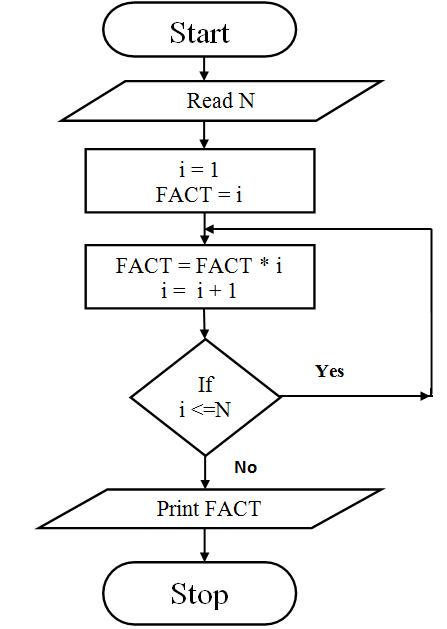 Start
Read N
i = 1
FACT = i
FACT = FACT * i
i = i + 1
If
i <=N
Yes
No
Print FACT
Stop